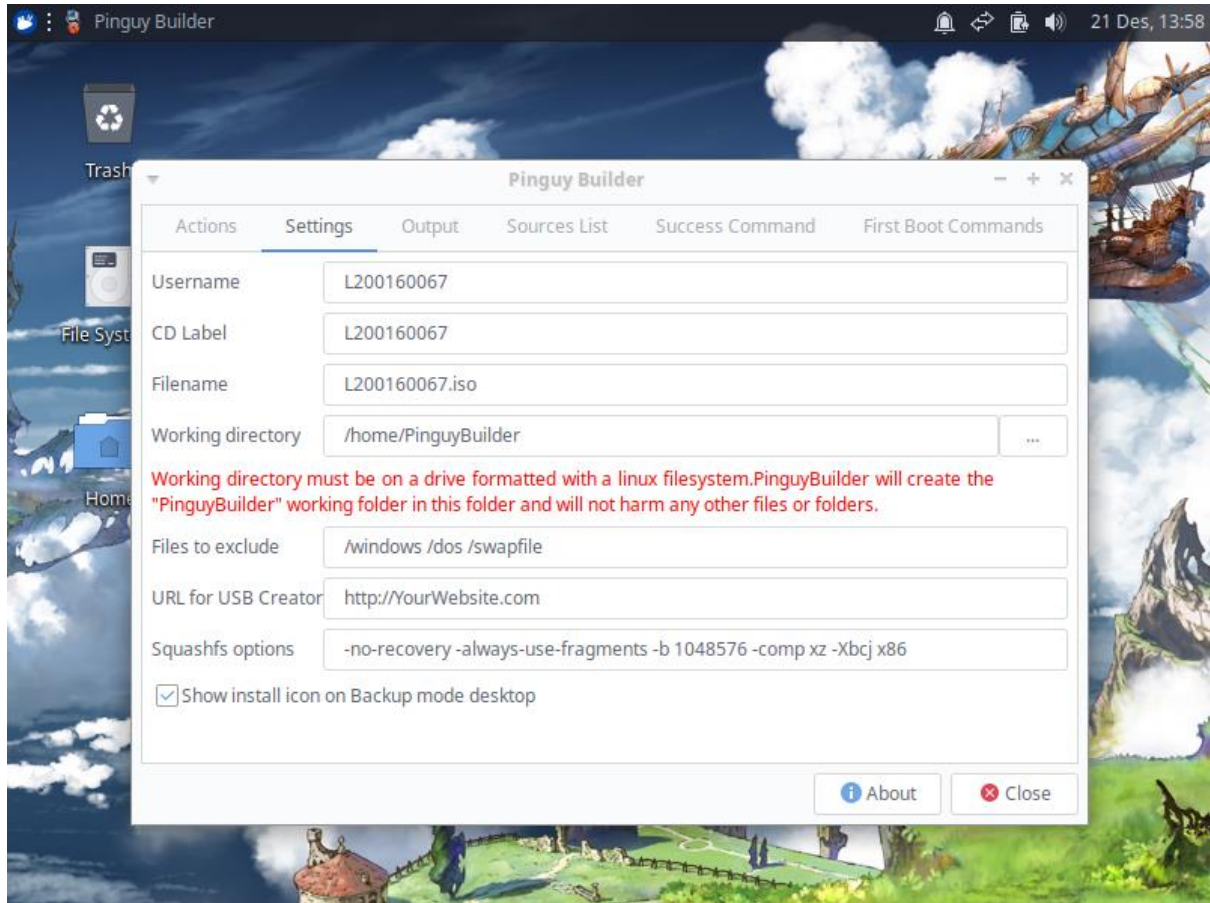 Pinguy Builder
21 Des, 13:58
Trash
File Syst
Home
Pinguy Builder
Actions Settings Output Sources List Success Command First Boot Commands
Username L200160067
CD Label L200160067
Filename L200160067.iso
Working directory /home/PinguyBuilder ...
Working directory must be on a drive formatted with a linux filesystem.PinguyBuilder will create the
"PinguyBuilder" working folder in this folder and will not harm any other files or folders.
Files to exclude /windows /dos /swapfile
URL for USB Creator http://YourWebsite.com
Squashfs options -no-recovery -always-use-fragments -b 1048576 -comp xz -Xbcj x86
Show install icon on Backup mode desktop
About Close